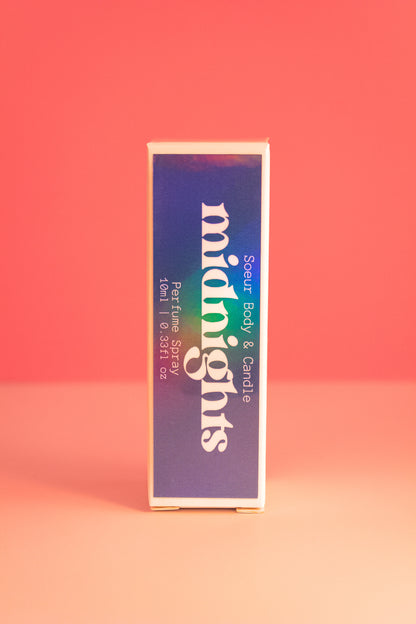 Soeur Body & Candle
midnights
Perfume Spray
10ml | 0.33fl oz